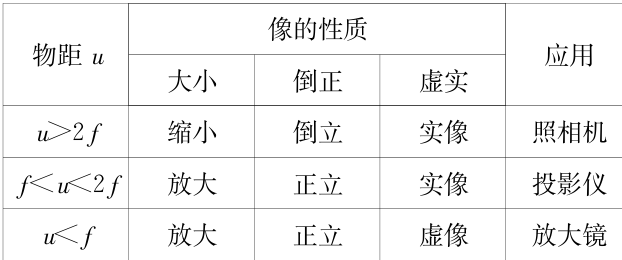 物距 u 像的性质 应用
大小 倒正 虚实
u>2f 缩小 倒立 实像 照相机
f<u<2f 放大 正立 实像 投影仪
u<f 放大 正立 虚像 放大镜